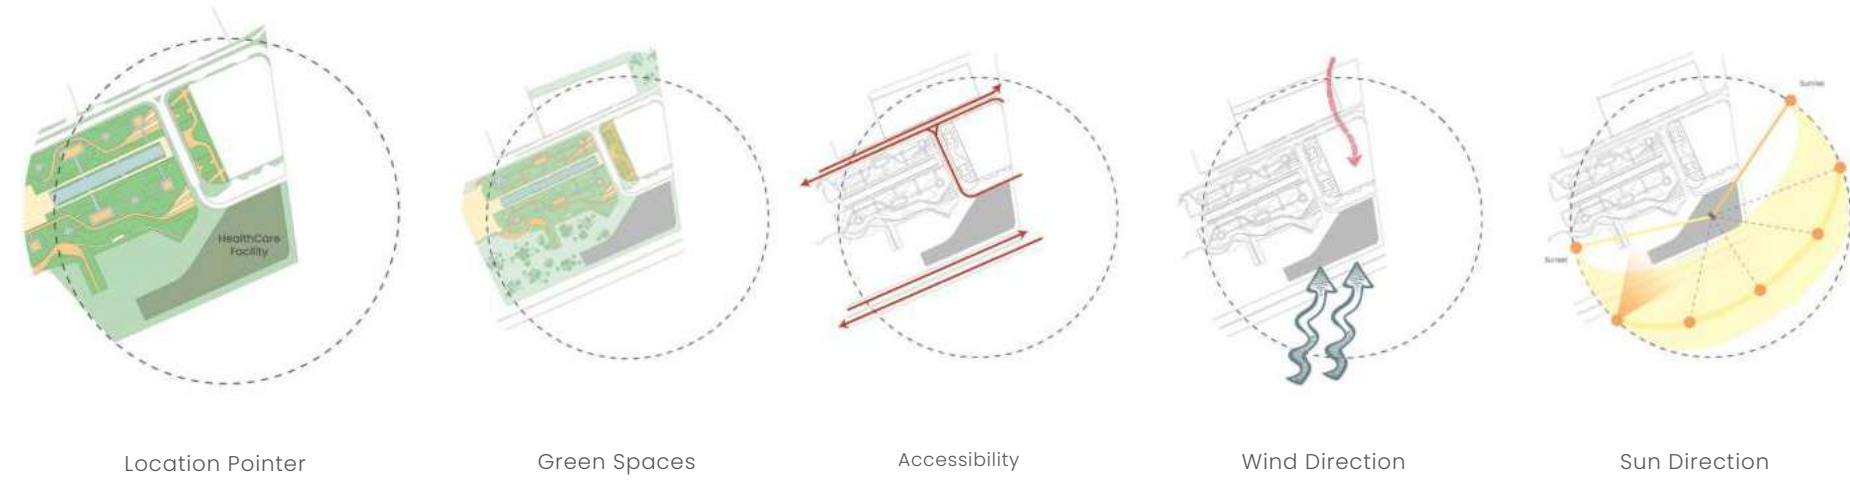 HealthCare
Facility
Sunrise
Sunset
Location Pointer
Green Spaces
Accessibility
Wind Direction
Sun Direction